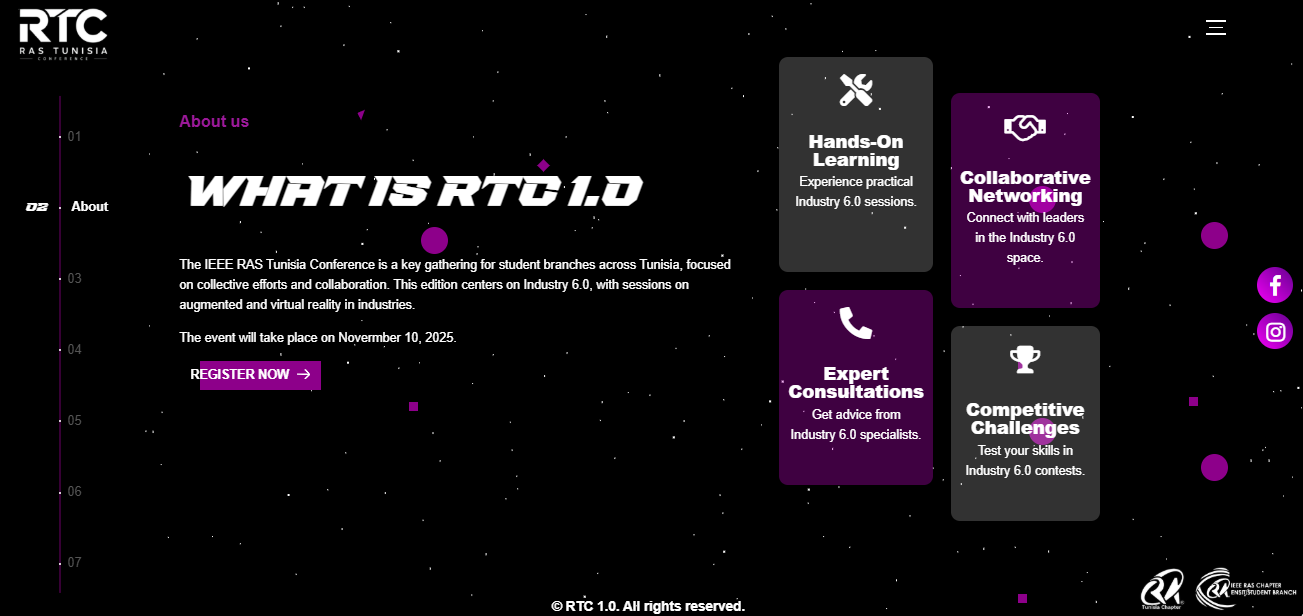 RTC
RAS TUNISIA
CONFERENCE
01
02
About
03
04
05
06
07
About us
WHAT IS RTC 1.0
The IEEE RAS Tunisia Conference is a key gathering for student branches across Tunisia, focused
on collective efforts and collaboration. This edition centers on Industry 6.0, with sessions on
augmented and virtual reality in industries.
The event will take place on November 10, 2025.
REGISTER NOW →
Hands-On
Learning
Experience practical
Industry 6.0 sessions.
Collaborative
Networking
Connect with leaders
in the Industry 6.0
space.
Expert
Consultations
Get advice from
Industry 6.0 specialists.
Competitive
Challenges
Test your skills in
Industry 6.0 contests.
Tunisia Chapter
IEEE RAS CHAPTER
ENSIT STUDENT BRANCH
© RTC 1.0. All rights reserved.